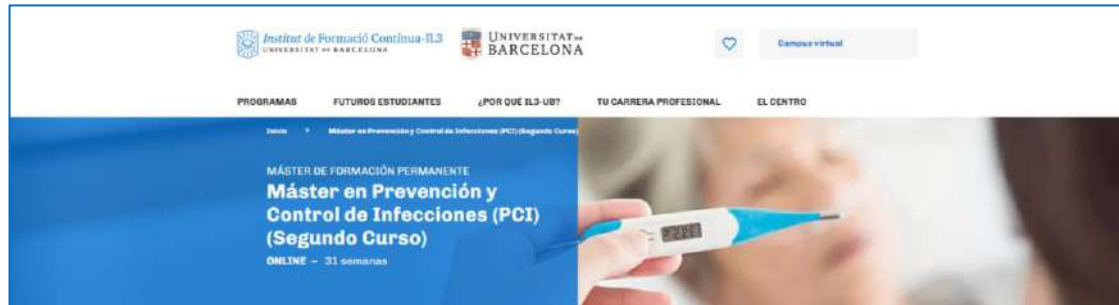 Institut de Formació Contínua-IL3
UNIVERSITAT DE BARCELONA
UNIVERSITAT DE
BARCELONA
Campus virtual
PROGRAMAS
FUTUROS ESTUDIANTES
¿POR QUÉ IL3-UB?
TU CARRERA PROFESIONAL
EL CENTRO
Inicio
Máster en Prevención y Control de Infecciones (PCI) (Segundo Curso)
MÁSTER DE FORMACIÓN PERMANENTE
Máster en Prevención y
Control de Infecciones (PCI)
(Segundo Curso)
ONLINE – 31 semanas